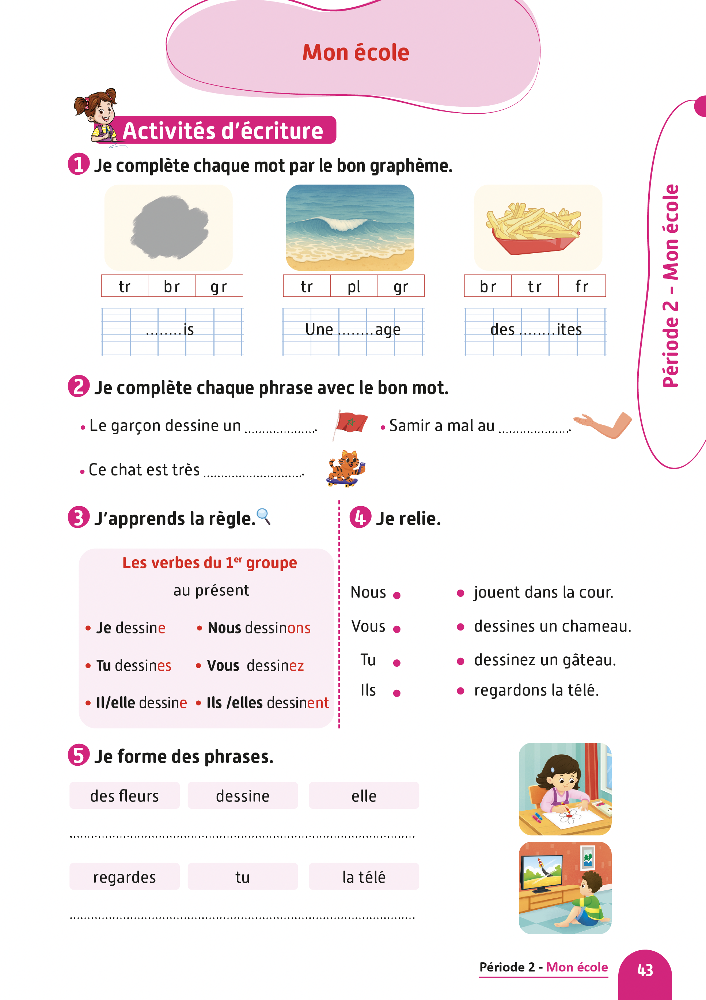 Mon école
Activités d’écriture
1 Je complète chaque mot par le bon graphème.
tr br gr
tr pl gr
br tr fr
........is
Une ........age
des ........ites
2 Je complète chaque phrase avec le bon mot.
• Le garçon dessine un ................. 
• Samir a mal au .................
• Ce chat est très ........................
3 J’apprends la règle.
Les verbes du 1er groupe
au présent
• Je dessine • Nous dessinons
• Tu dessines • Vous dessinez
• Il/elle dessine • Ils /elles dessinent
4 Je relie.
Nous • • jouent dans la cour.
Vous • • dessines un chameau.
Tu • • dessinez un gâteau.
Ils • • regardons la télé.
5 Je forme des phrases.
des fleurs dessine elle
regardes tu la télé
Période 2 - Mon école
Période 2 - Mon école 43